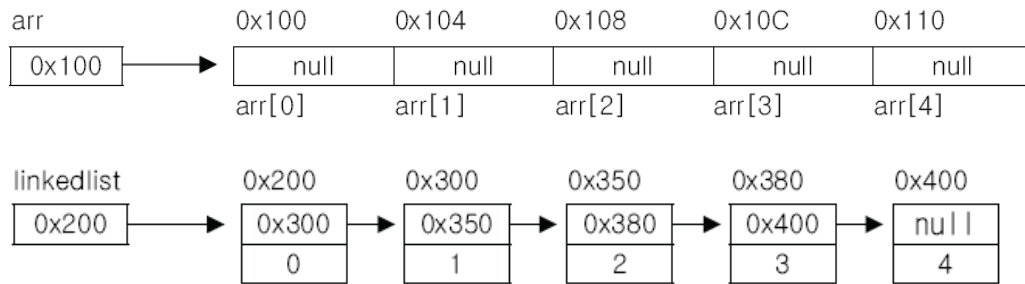 arr 0x100 0x104 0x108 0x10C 0x110
0x100 null null null null null
arr[0] arr[1] arr[2] arr[3] arr[4]
linkedlist 0x200 0x300 0x350 0x380 0x400
0x200 0x300 0x350 0x380 0x400 null
0 1 2 3 4